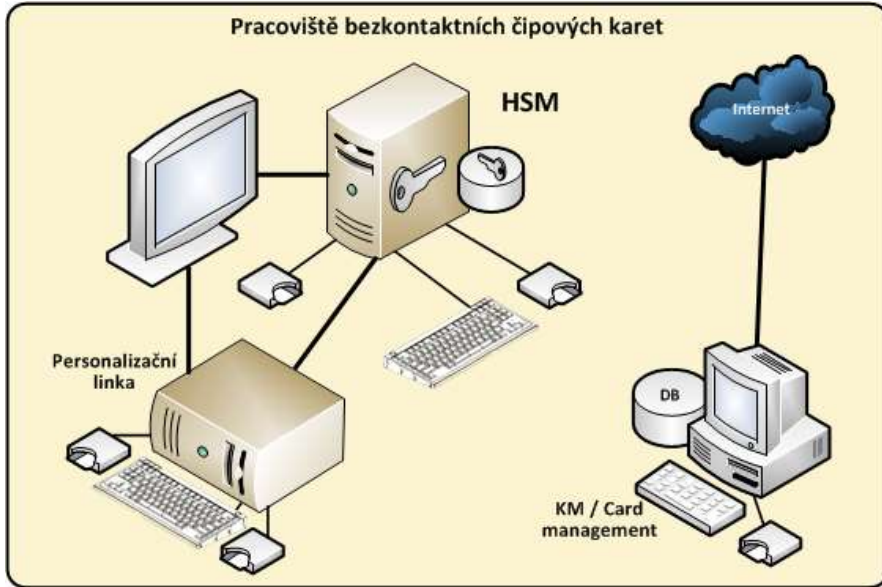 Pracoviště bezkontaktních čipových karet
HSM
Internet
Personalizační
linka
DB
KM / Card
management